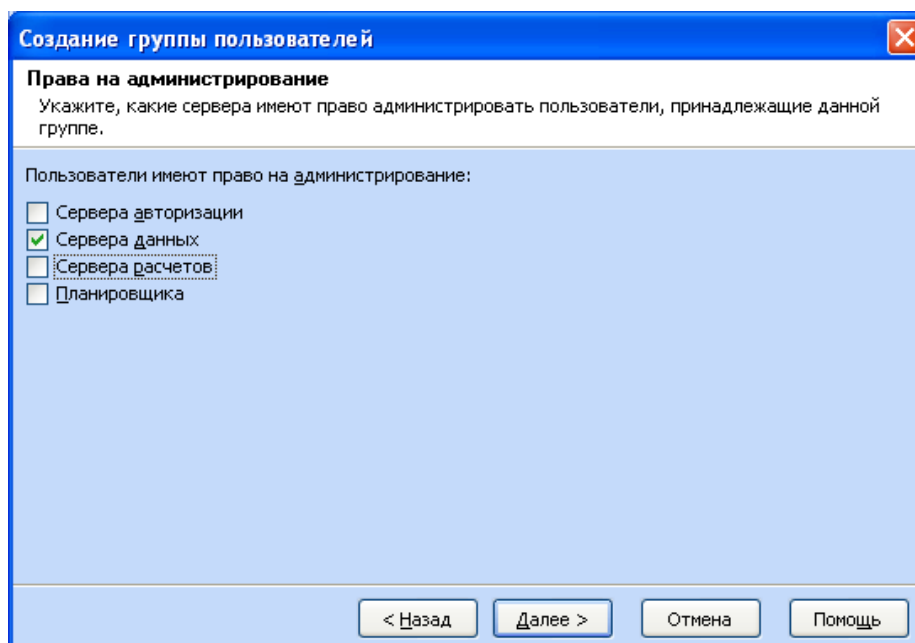 Создание группы пользователей
Права на администрирование
Укажите, какие сервера имеют право администрировать пользователи, принадлежащие данной
группе.
Пользователи имеют право на администрирование:
Сервера авторизации
Сервера данных
Сервера расчетов
Планировщика
< Назад
Далее >
Отмена
Помощь